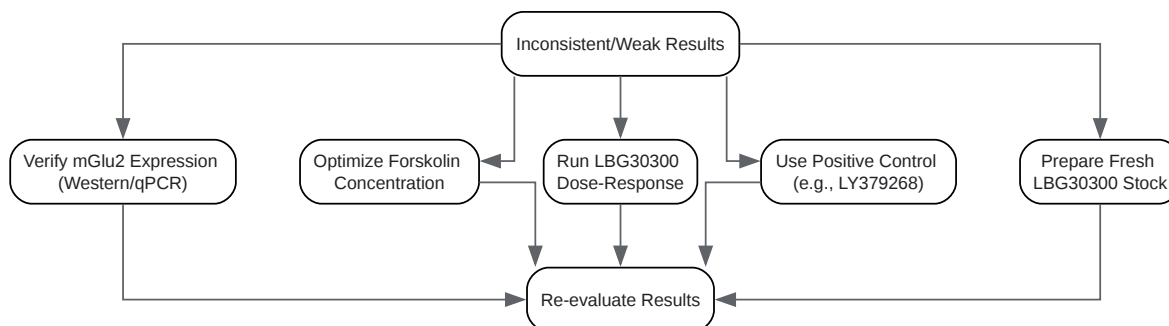 Inconsistent/Weak Results
Verify mGlu2 Expression
(Western/qPCR)
Optimize Forskolin
Concentration
Run LBG30300
Dose-Response
Use Positive Control
(e.g., LY379268)
Prepare Fresh
LBG30300 Stock
Re-evaluate Results